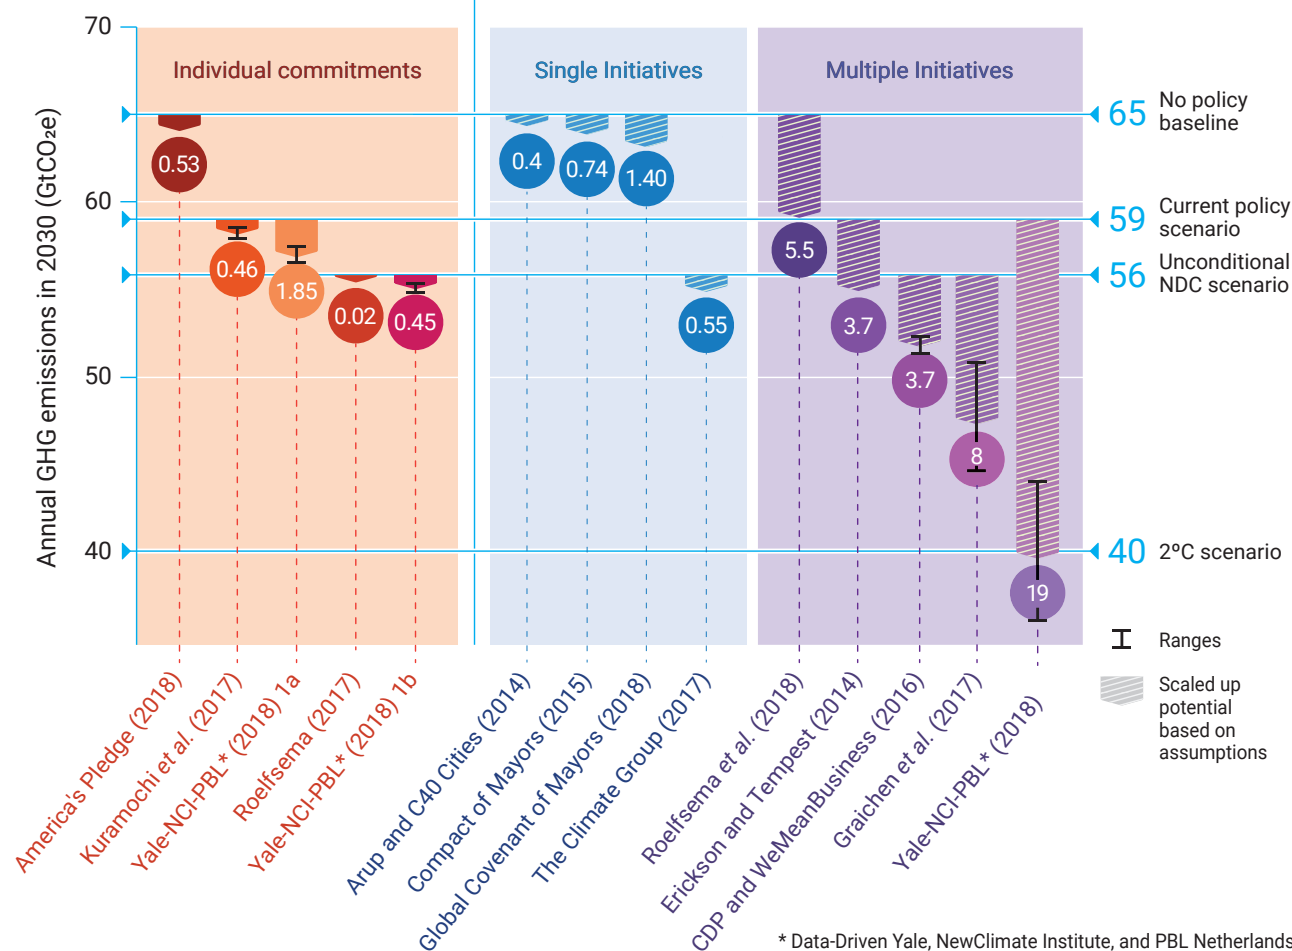 Annual GHG emissions in 2030 (GtCO₂e)
70
60
50
40
Individual commitments
Single Initiatives
Multiple Initiatives
0.53
0.46
1.85
0.02
0.45
0.4
0.74
1.40
0.55
5.5
3.7
3.7
8
19
65 No policy
baseline
59 Current policy
scenario
56 Unconditional
NDC scenario
40 2ºC scenario
Ranges
Scaled up
potential
based on
assumptions
America's Pledge (2018)
Kuramochi et al. (2017)
Yale-NCI-PBL* (2018) 1a
Roelfsema (2017)
Yale-NCI-PBL* (2018) 1b
Arup and C40 Cities (2014)
Compact of Mayors (2015)
Global Covenant of Mayors (2018)
The Climate Group (2017)
Roelfsema et al. (2018)
Erickson and Tempest (2014)
CDP and WeMeanBusiness (2016)
Graichen et al. (2017)
Yale-NCI-PBL* (2018)
* Data-Driven Yale, NewClimate Institute, and PBL Netherlands